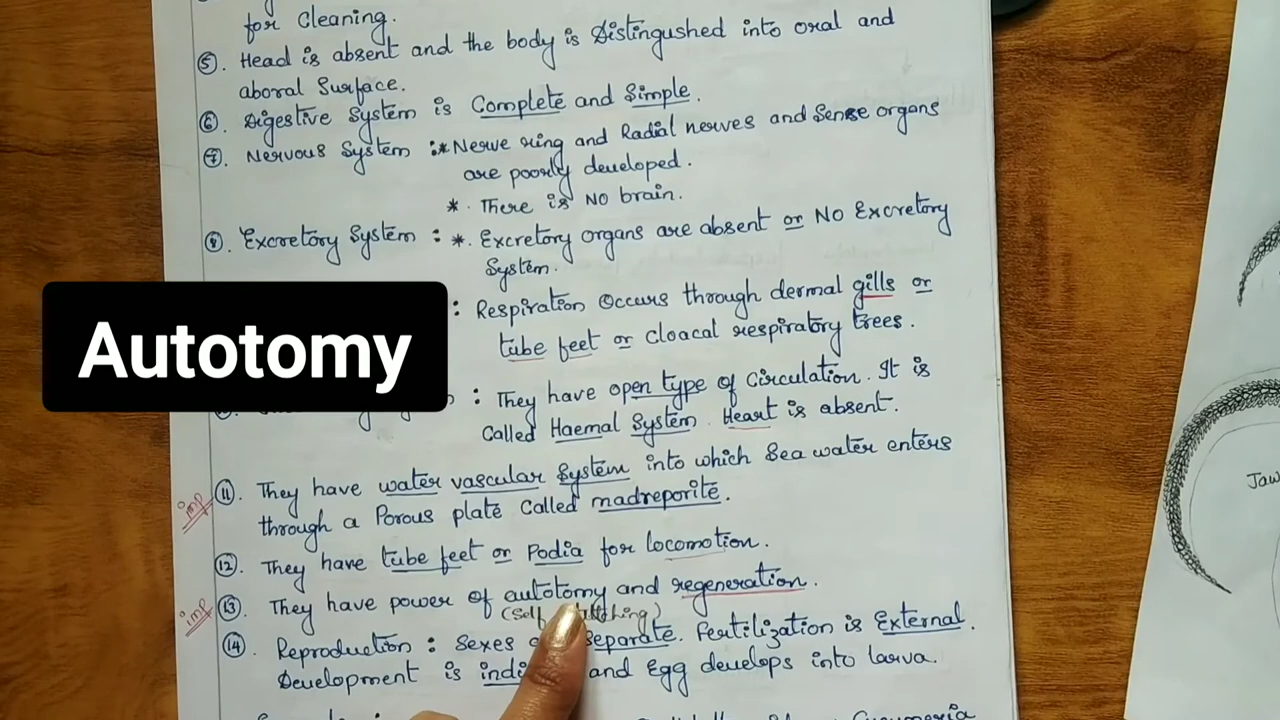 for Cleaning.
⑤. Head is absent and the body is Distingushed into oral and
aboral Surface.
⑥. Digestive System is Complete and Simple.
⑦. Nervous System :* Nerve ring and Radial nerves and Sense organs
are poorly developed.
*. There is NO brain.
⑧. Excretory System : *. Excretory organs are absent or NO Excretory
System.
: Respiration Occurs through dermal gills or
tube feet or Cloacal respiratory trees.
Autotomy
: They have open type of Circulation. It is
Called Haemal System. Heart is absent.
imp ⑪. They have water vascular System into which Sea water enters
through a Porous plate Called madreporite.
⑫. They have tube feet or Podia for locomotion.
imp ⑬. They have power of autotomy and regeneration.
(Self
⑭. Reproduction : Sexes Separate. Fertilization is External.
Development is and Egg develops into larva.
Jaw